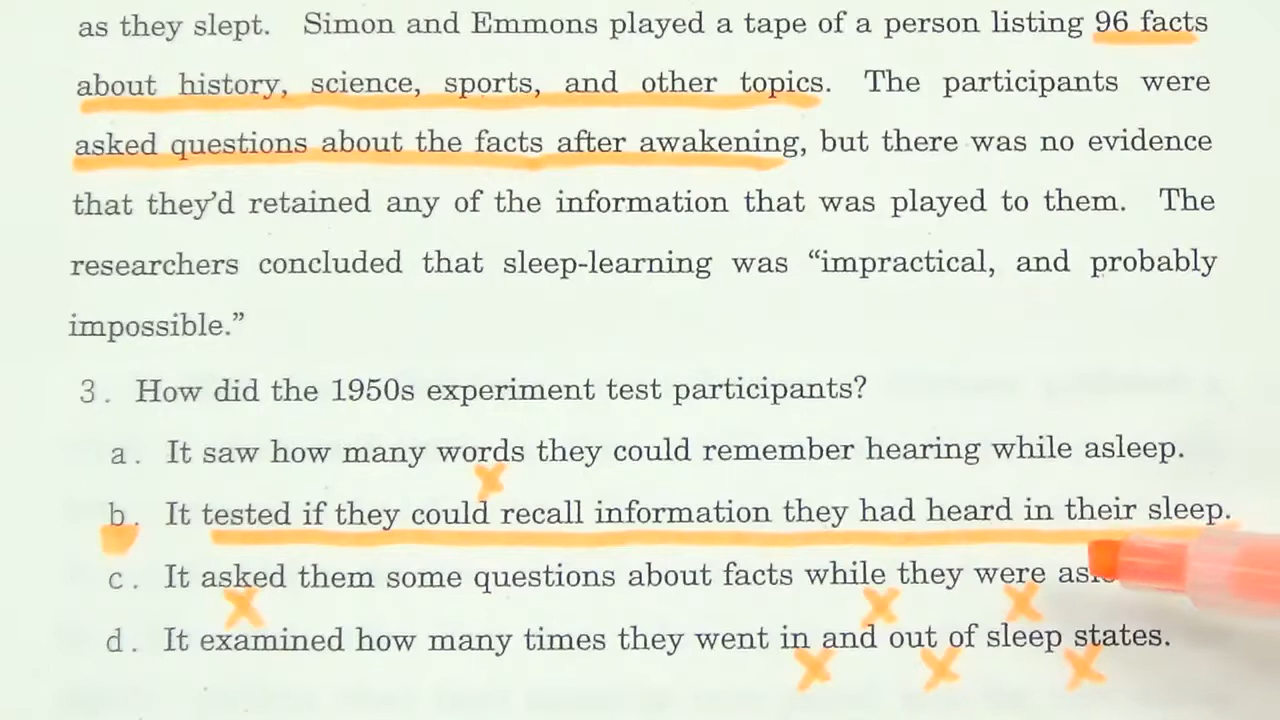 as they slept. Simon and Emmons played a tape of a person listing 96 facts
about history, science, sports, and other topics. The participants were
asked questions about the facts after awakening, but there was no evidence
that they'd retained any of the information that was played to them. The
researchers concluded that sleep-learning was “impractical, and probably
impossible.”
3. How did the 1950s experiment test participants?
a. It saw how many words they could remember hearing while asleep.
b. It tested if they could recall information they had heard in their sleep.
c. It asked them some questions about facts while they were
d. It examined how many times they went in and out of sleep states.